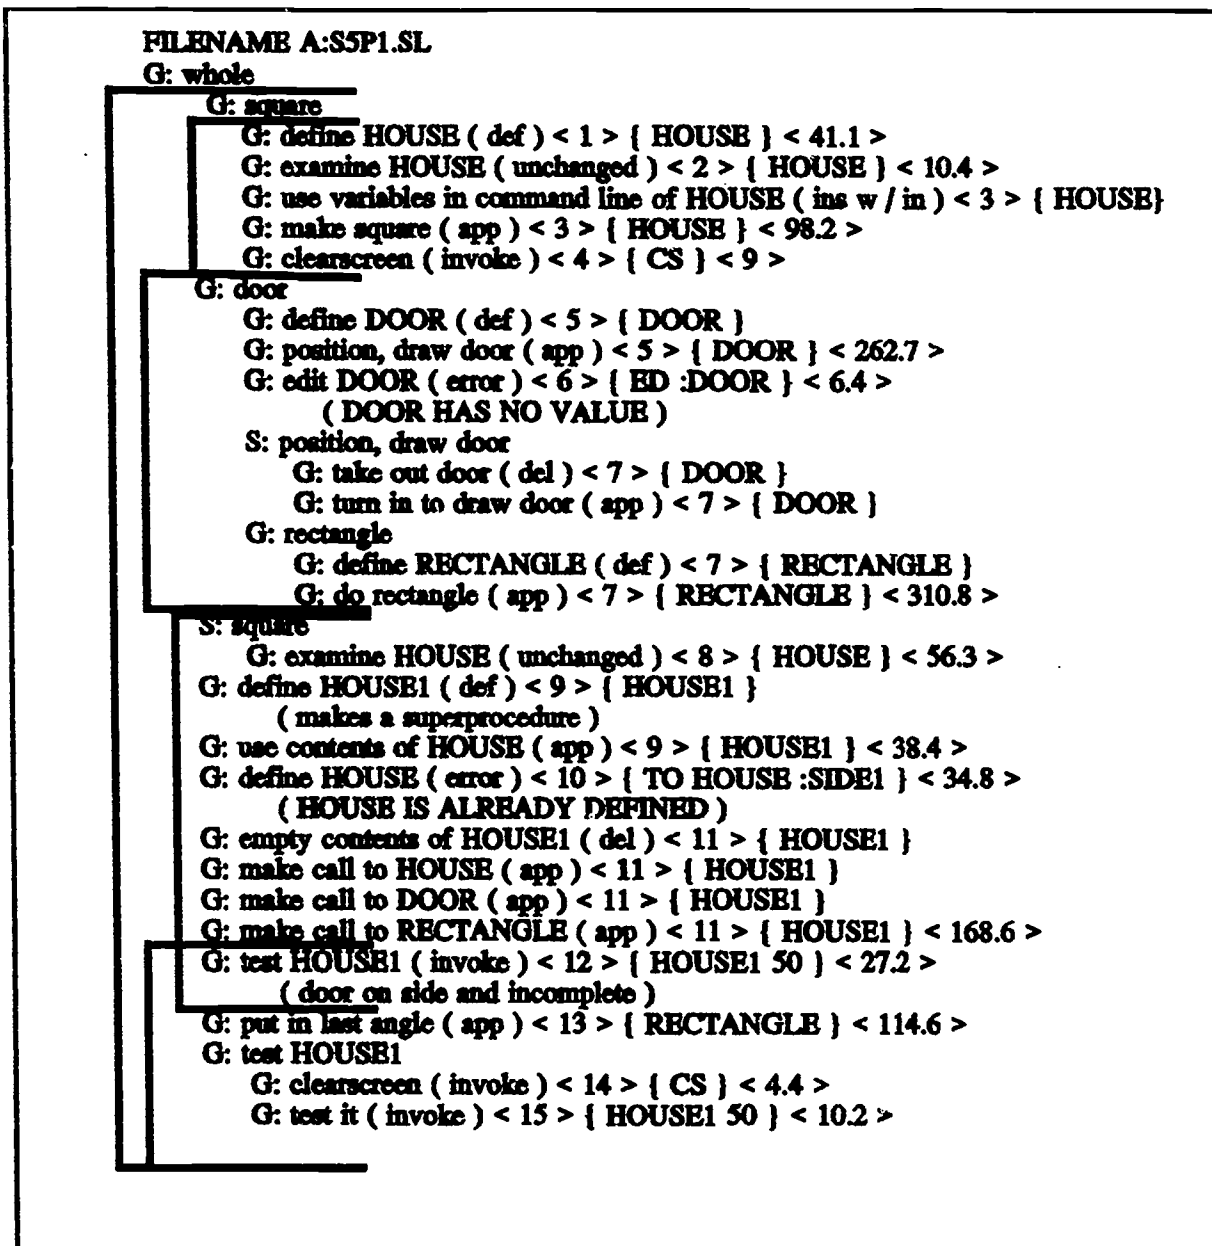 FILENAME A:S5P1.SL
G: whole
G: square
G: define HOUSE ( def ) < 1 > { HOUSE } < 41.1 >
G: examine HOUSE ( unchanged ) < 2 > { HOUSE } < 10.4 >
G: use variables in command line of HOUSE ( ins w / in ) < 3 > { HOUSE}
G: make square ( app ) < 3 > { HOUSE } < 98.2 >
G: clearscreen ( invoke ) < 4 > { CS } < 9 >
G: door
G: define DOOR ( def ) < 5 > { DOOR }
G: position, draw door ( app ) < 5 > { DOOR } < 262.7 >
G: edit DOOR ( error ) < 6 > { ED :DOOR } < 6.4 >
( DOOR HAS NO VALUE )
S: position, draw door
G: take out door ( del ) < 7 > { DOOR }
G: turn in to draw door ( app ) < 7 > { DOOR }
G: rectangle
G: define RECTANGLE ( def ) < 7 > { RECTANGLE }
G: do rectangle ( app ) < 7 > { RECTANGLE } < 310.8 >
S: square
G: examine HOUSE ( unchanged ) < 8 > { HOUSE } < 56.3 >
G: define HOUSE1 ( def ) < 9 > { HOUSE1 }
( makes a superprocedure )
G: use contents of HOUSE ( app ) < 9 > { HOUSE1 } < 38.4 >
G: define HOUSE ( error ) < 10 > { TO HOUSE :SIDE1 } < 34.8 >
( HOUSE IS ALREADY DEFINED )
G: empty contents of HOUSE1 ( del ) < 11 > { HOUSE1 }
G: make call to HOUSE ( app ) < 11 > { HOUSE1 }
G: make call to DOOR ( app ) < 11 > { HOUSE1 }
G: make call to RECTANGLE ( app ) < 11 > { HOUSE1 } < 168.6 >
G: test HOUSE1 ( invoke ) < 12 > { HOUSE1 50 } < 27.2 >
( door on side and incomplete )
G: put in last angle ( app ) < 13 > { RECTANGLE } < 114.6 >
G: test HOUSE1
G: clearscreen ( invoke ) < 14 > { CS } < 4.4 >
G: test it ( invoke ) < 15 > { HOUSE1 50 } < 10.2 >